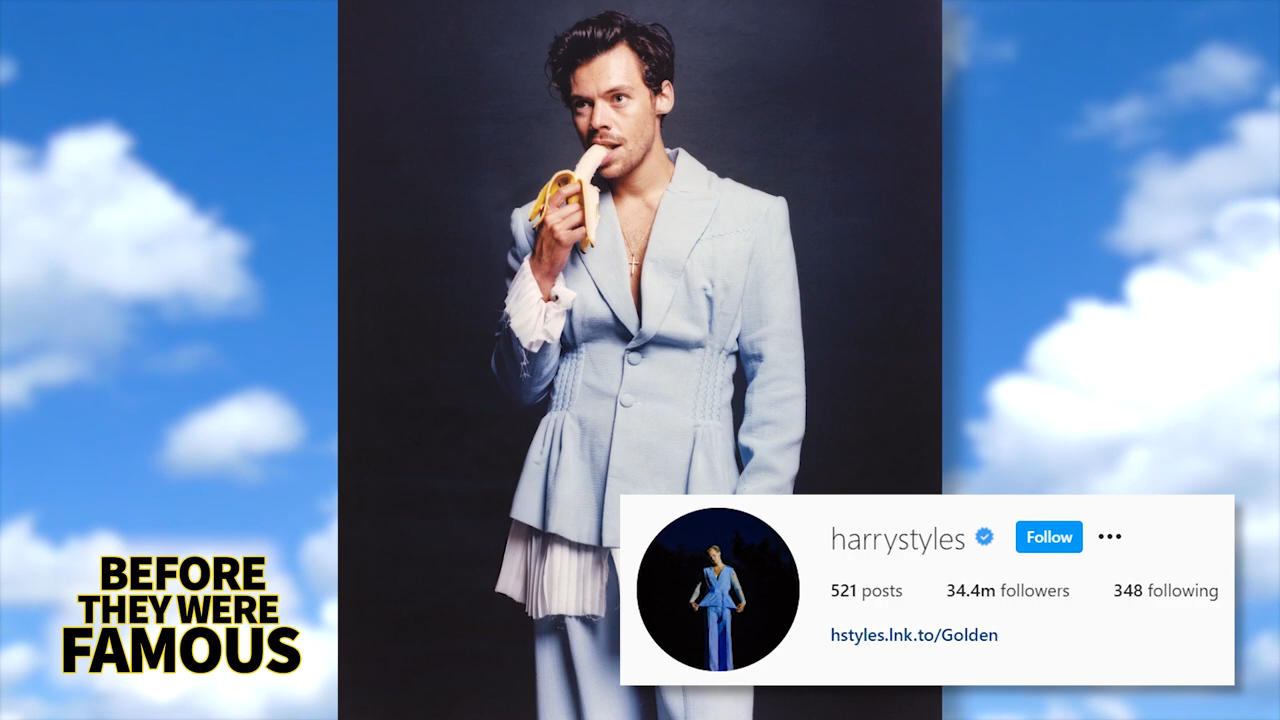 harrystyles
Follow
521 posts 34.4m followers 348 following
hstyles.lnk.to/Golden
BEFORE
THEY WERE
FAMOUS